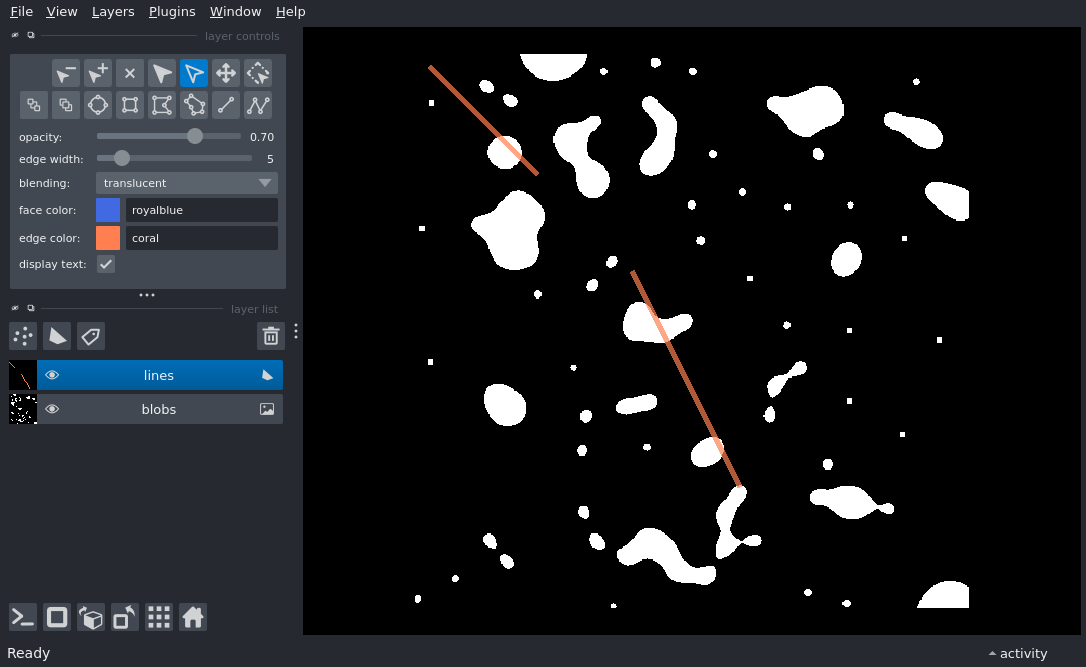 File View Layers Plugins Window Help
layer controls
opacity: 0.70
edge width: 5
blending: translucent
face color: royalblue
edge color: coral
display text:
layer list
lines
blobs
Ready
activity